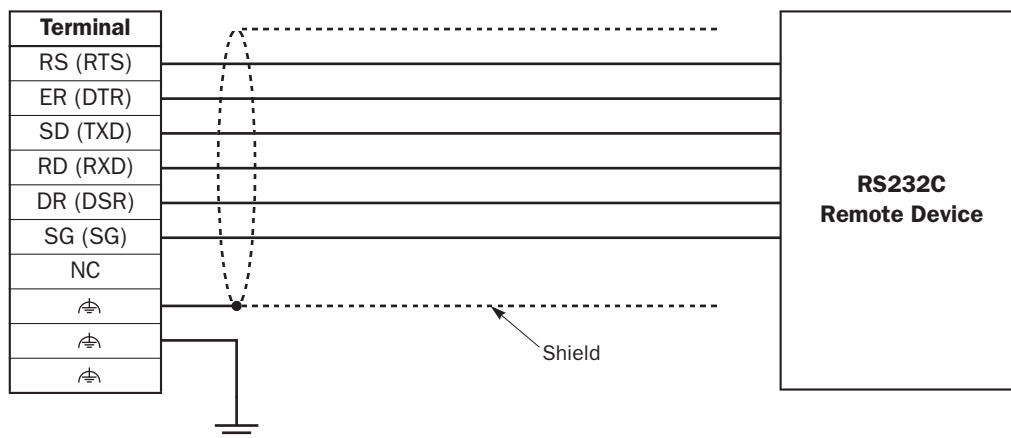 Terminal
RS (RTS)
ER (DTR)
SD (TXD)
RD (RXD)
DR (DSR)
SG (SG)
NC
RS232C
Remote Device
Shield